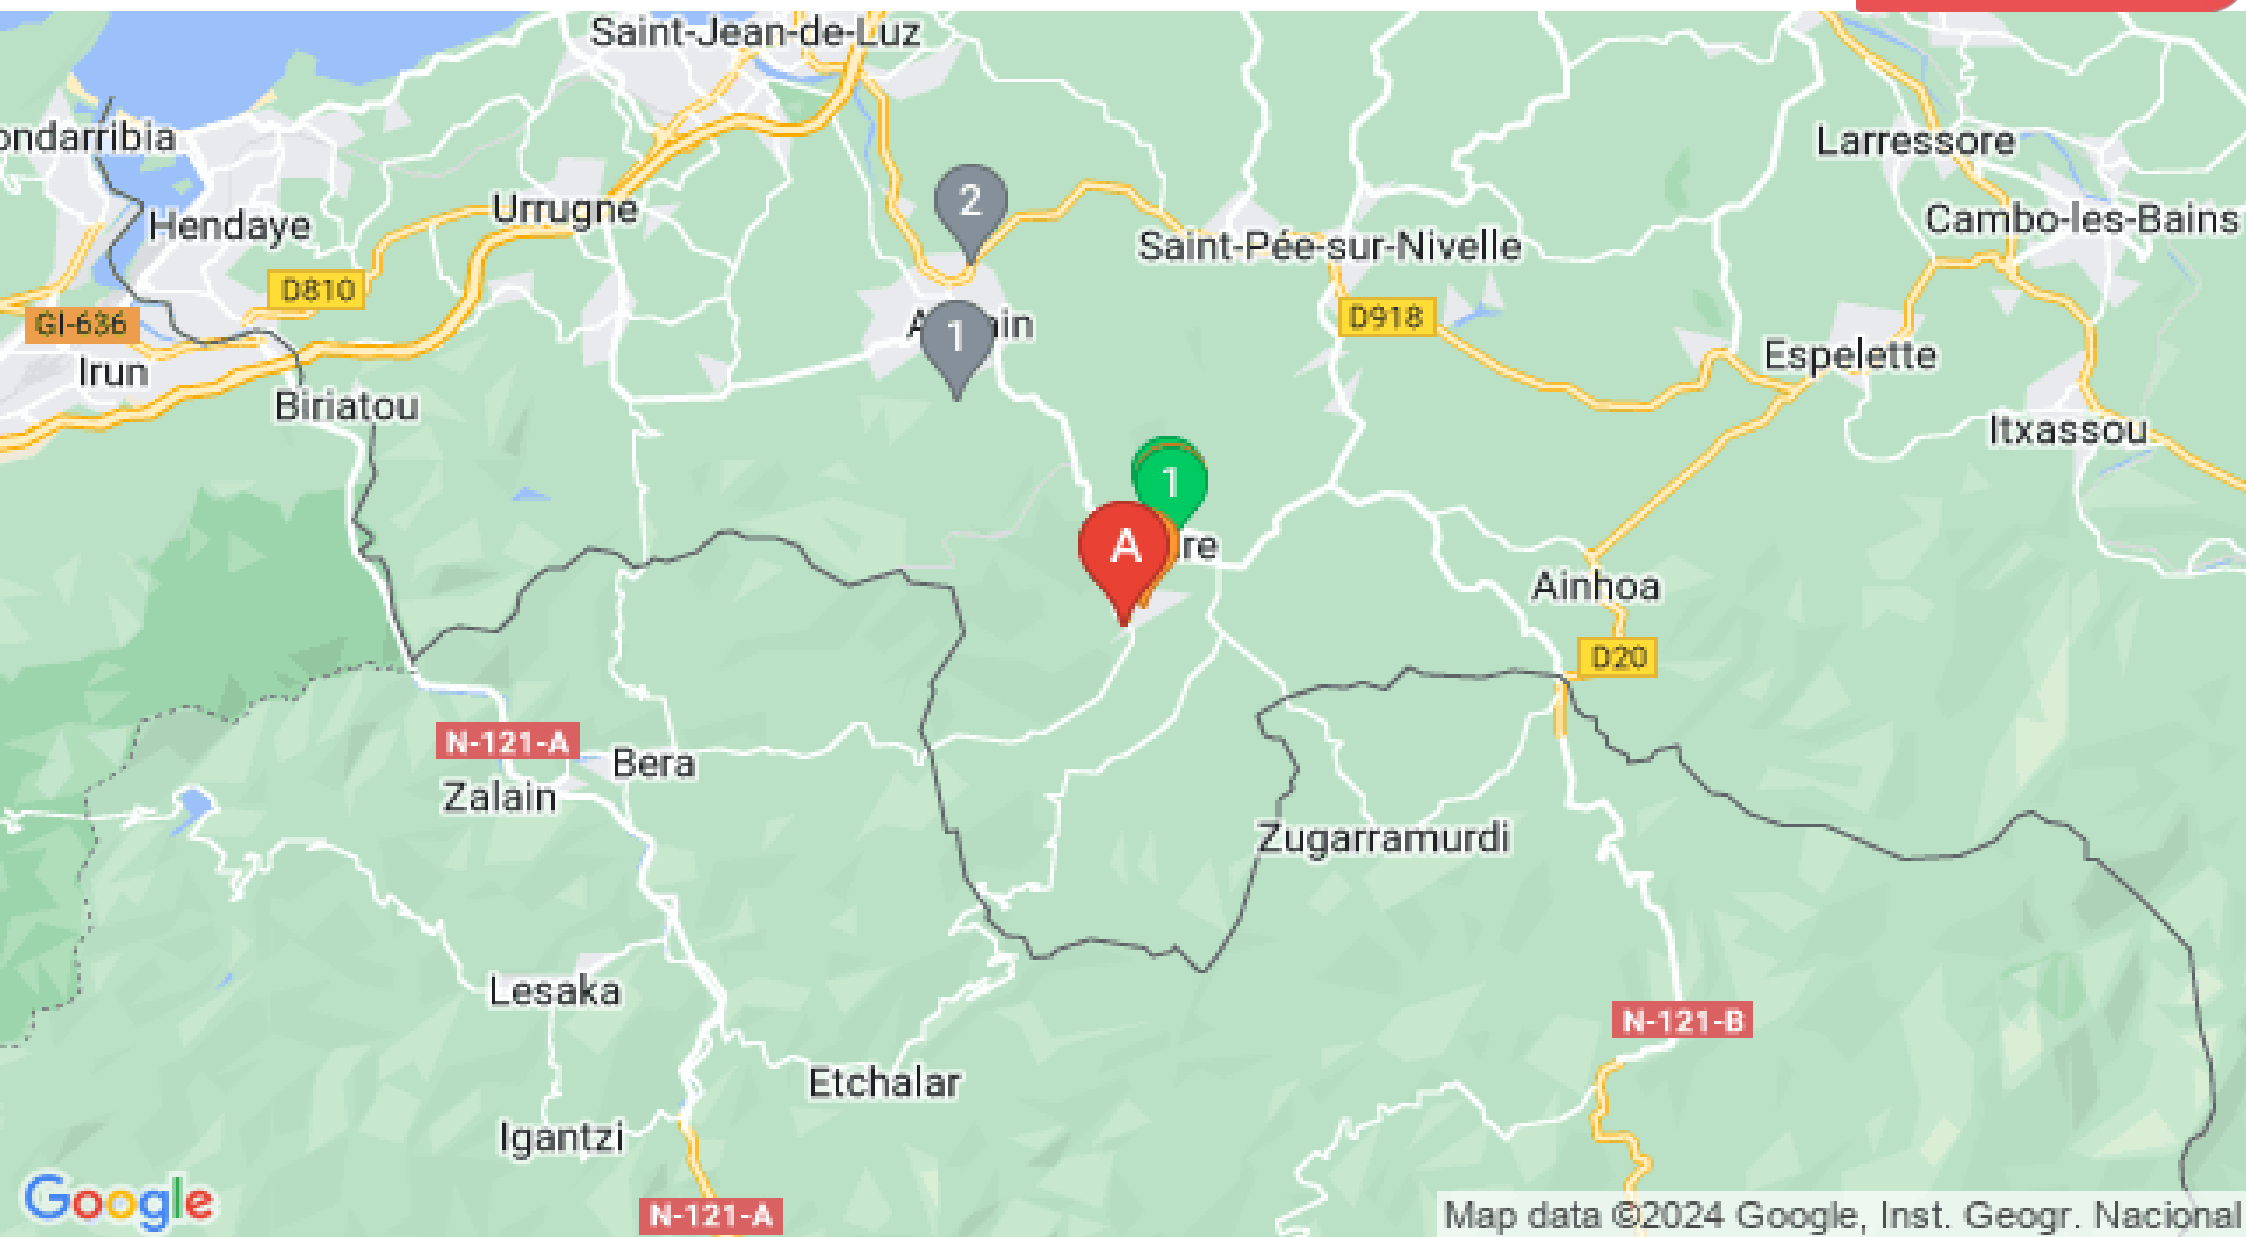 Saint-Jean-de-Luz
ondarribia
Larressore
2
Urrugne
Hendaye
Cambo-les-Bains
Saint-Pée-sur-Nivelle
D810
GI-636
D918
1
Irun
Espelette
Biriatou
Itxassou
1
A
re
Ainhoa
D20
N-121-A
Bera
Zalain
Zugarramurdi
Lesaka
N-121-B
Etchalar
Igantzi
Google
N-121-A
Map data ©2024 Google, Inst. Geogr. Nacional